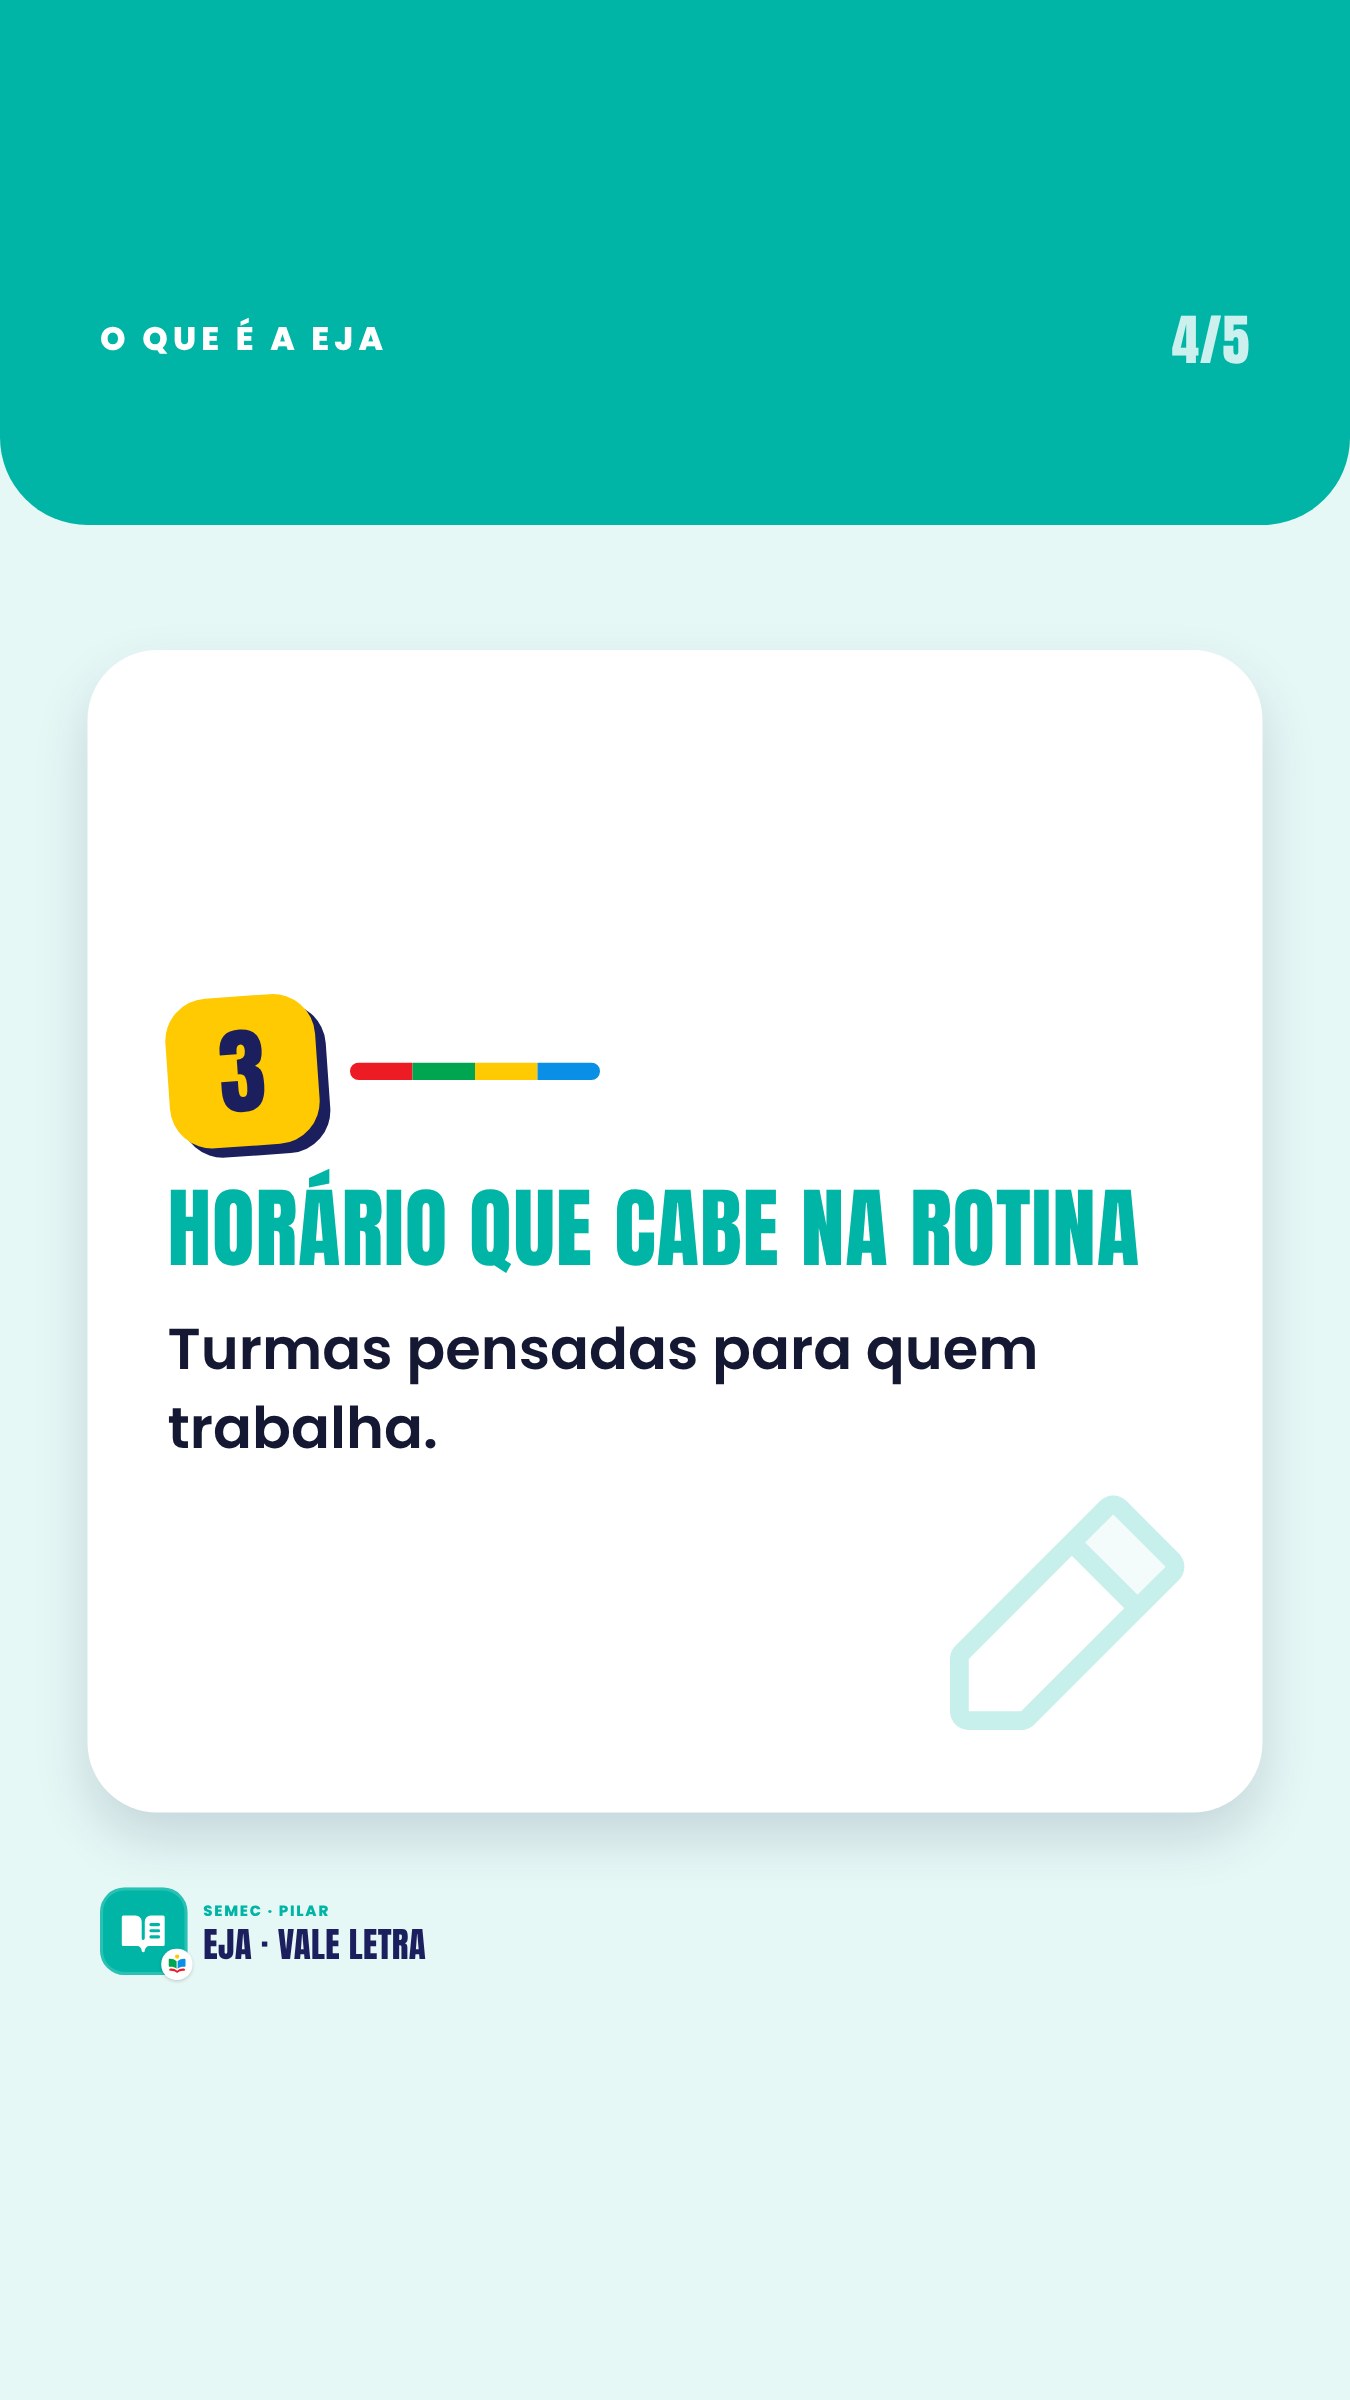 O QUE É A EJA
4/5
3
HORÁRIO QUE CABE NA ROTINA
Turmas pensadas para quem
trabalha.
SEMEC · PILAR
EJA · VALE LETRA